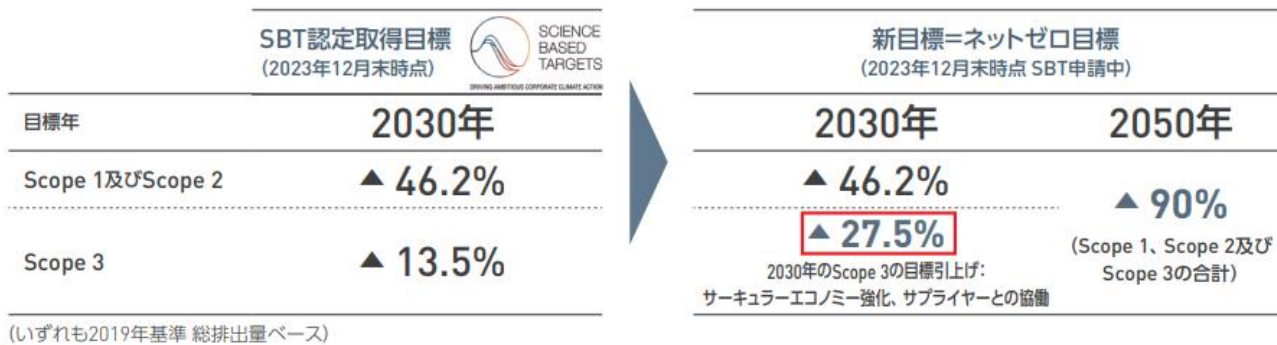 SBT認定取得目標
(2023年12月末時点)
SCIENCE
BASED
TARGETS
DRIVING AMBITIOUS CORPORATE CLIMATE ACTION
新目標=ネットゼロ目標
(2023年12月末時点 SBT申請中)
目標年
2030年
2030年
2050年
Scope 1及びScope 2
▲ 46.2%
▲ 46.2%
▲ 90%
(Scope 1、Scope 2及び
Scope 3の合計)
Scope 3
▲ 13.5%
▲ 27.5%
2030年のScope 3の目標引上げ:
サーキュラーエコノミー強化、サプライヤーとの協働
(いずれも2019年基準 総排出量ベース)